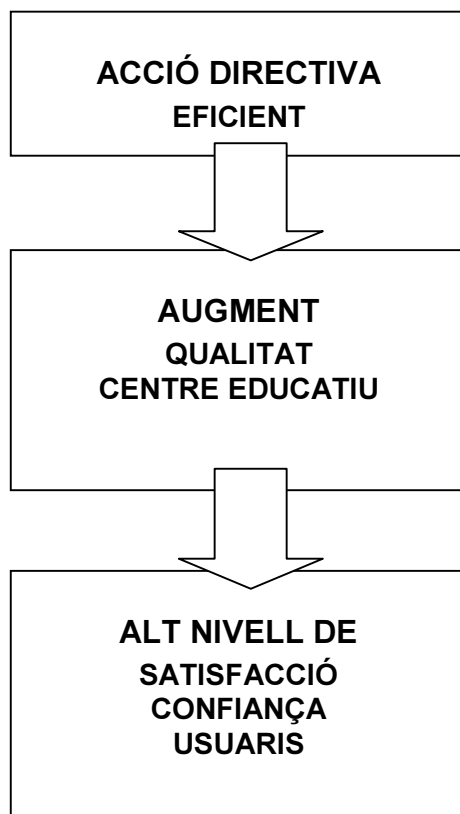 ACCIÓ DIRECTIVA
EFICIENT
AUGMENT
QUALITAT
CENTRE EDUCATIU
ALT NIVELL DE
SATISFACCIÓ
CONFIANÇA
USUARIS